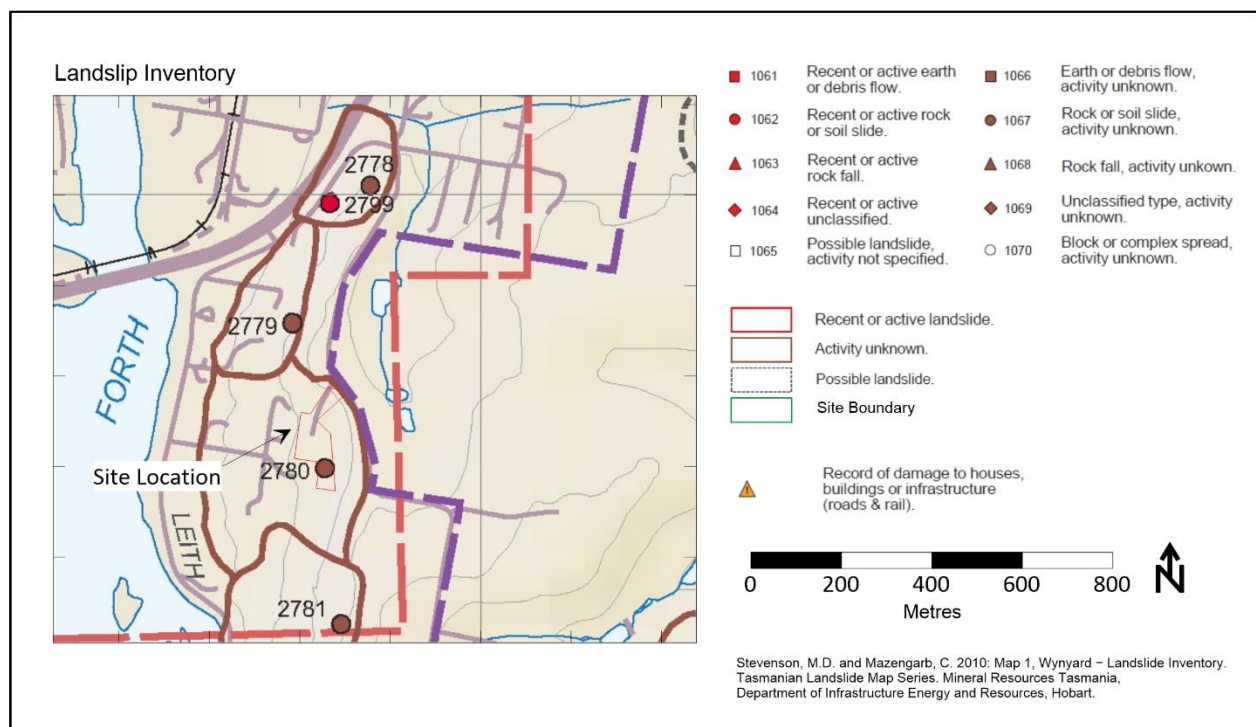 Landslip Inventory
2778
2799
2779
FORTH
Site Location
2780
LEITH
2781
1061 Recent or active earth
or debris flow.
1062 Recent or active rock
or soil slide.
1063 Recent or active
rock fall.
1064 Recent or active
unclassified.
1065 Possible landslide,
activity not specified.
1066 Earth or debris flow,
activity unknown.
1067 Rock or soil slide,
activity unknown.
1068 Rock fall, activity unkown.
1069 Unclassified type, activity
unknown.
1070 Block or complex spread,
activity unknown.
Recent or active landslide.
Activity unknown.
Possible landslide.
Site Boundary
Record of damage to houses,
buildings or infrastructure
(roads & rail).
0 200 400 600 800
Metres
N
Stevenson, M.D. and Mazengarb, C. 2010: Map 1, Wynyard − Landslide Inventory.
Tasmanian Landslide Map Series. Mineral Resources Tasmania,
Department of Infrastructure Energy and Resources, Hobart.